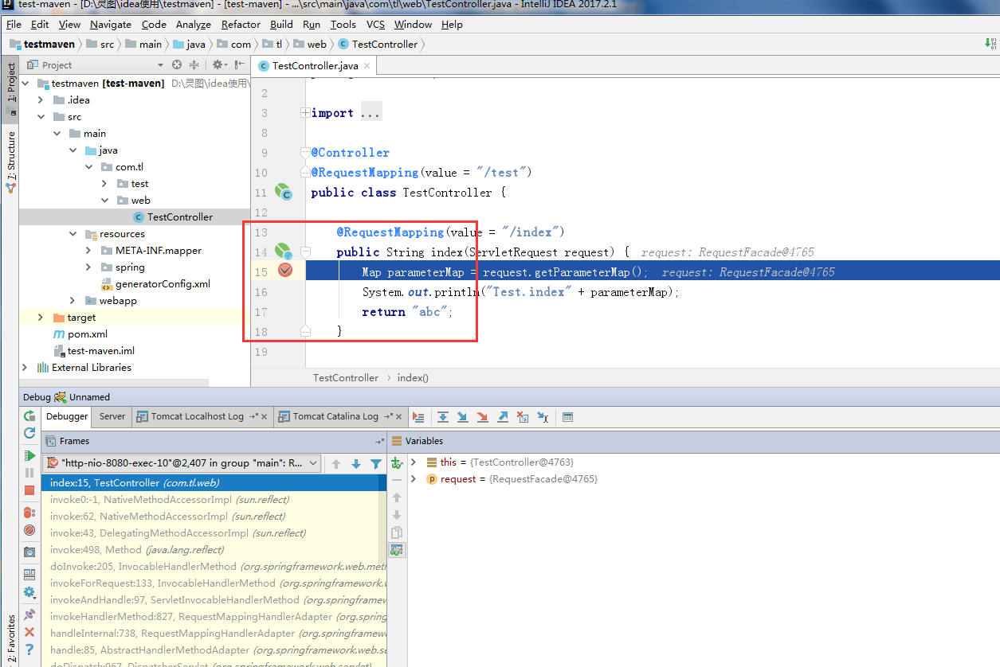 test-maven - [D:\灵图\idea使用\testmaven] - [test-maven] - ...\src\main\java\com\tl\web\TestController.java - IntelliJ IDEA 2017.2.1
File Edit View Navigate Code Analyze Refactor Build Run Tools VCS Window Help
testmaven src main java com tl web TestController
1: Project
7: Structure
2: Favorites
Project
testmaven [test-maven] D:\灵图\idea使用\
.idea
src
main
java
com.tl
test
web
TestController
resources
META-INF.mapper
spring
generatorConfig.xml
webapp
target
pom.xml
test-maven.iml
External Libraries
TestController.java
2
3 import ...
8
9 @Controller
10 @RequestMapping(value = "/test")
11 public class TestController {
12
13 @RequestMapping(value = "/index")
14 public String index(ServletRequest request) { request: RequestFacade@4765
15 Map parameterMap = request.getParameterMap(); request: RequestFacade@4765
16 System.out.println("Test.index" + parameterMap);
17 return "abc";
18 }
19
TestController › index()
Debug Unnamed
Debugger Server Tomcat Localhost Log Tomcat Catalina Log
Frames
"http-nio-8080-exec-10"@2,407 in group "main": R...
index:15, TestController (com.tl.web)
invoke0:-1, NativeMethodAccessorImpl (sun.reflect)
invoke:62, NativeMethodAccessorImpl (sun.reflect)
invoke:43, DelegatingMethodAccessorImpl (sun.reflect)
invoke:498, Method (java.lang.reflect)
doInvoke:205, InvocableHandlerMethod (org.springframework.web.meth
invokeForRequest:133, InvocableHandlerMethod (org.springframework.w
invokeAndHandle:97, ServletInvocableHandlerMethod (org.springframew
invokeHandlerMethod:827, RequestMappingHandlerAdapter (org.spring
handleInternal:738, RequestMappingHandlerAdapter (org.springframew
handle:85, AbstractHandlerMethodAdapter (org.springframework.web.se
doDispatch:967, DispatcherServlet (org.springframework.web.servlet)
Variables
this = {TestController@4763}
request = {RequestFacade@4765}